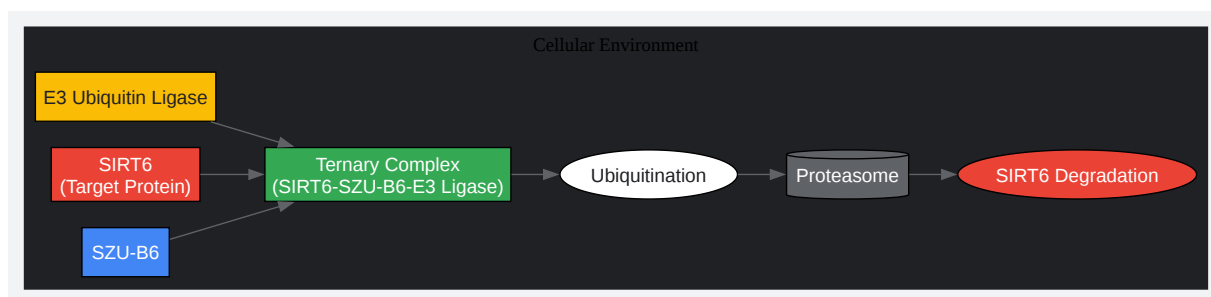 Cellular Environment
E3 Ubiquitin Ligase
SIRT6
(Target Protein)
SZU-B6
Ternary Complex
(SIRT6-SZU-B6-E3 Ligase)
Ubiquitination
Proteasome
SIRT6 Degradation